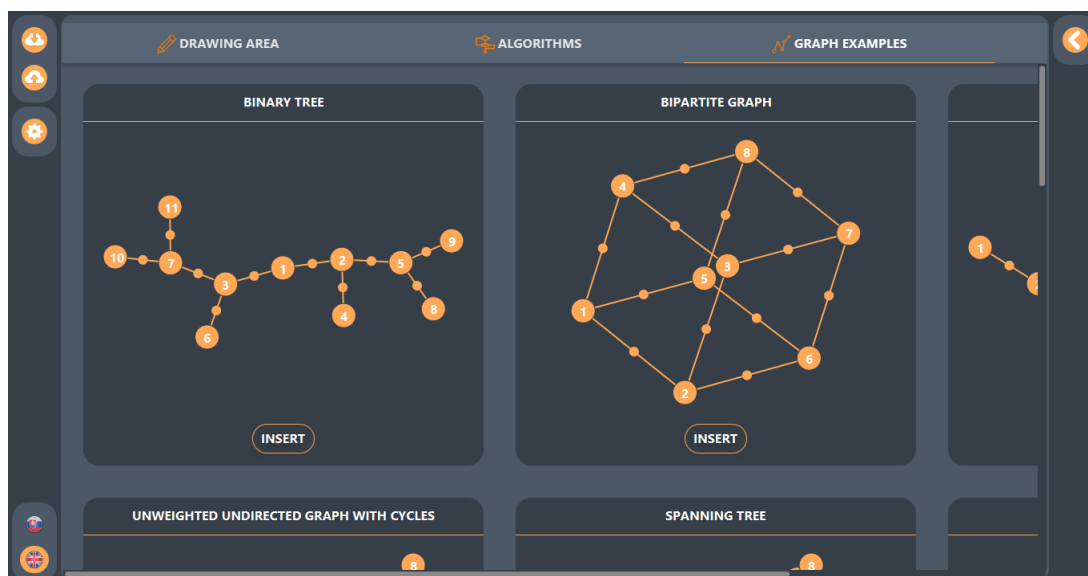 DRAWING AREA
ALGORITHMS
GRAPH EXAMPLES
BINARY TREE
11
10
7
3
1
2
5
9
6
4
8
INSERT
BIPARTITE GRAPH
8
4
7
3
5
1
6
2
INSERT
1
UNWEIGHTED UNDIRECTED GRAPH WITH CYCLES
8
SPANNING TREE
8